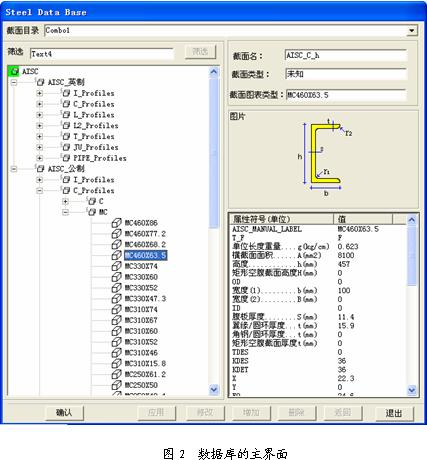 Steel Data Base
截面目录 Combo1
筛选 Text4 筛选
AISC
AISC_英制
I_Profiles
C_Profiles
L_Profiles
L2_Profiles
T_Profiles
JU_Profiles
PIPE_Profiles
AISC_公制
I_Profiles
C_Profiles
C
MC
MC460X86
MC460X77.2
MC460X68.2
MC460X63.5
MC330X74
MC330X60
MC330X52
MC330X47.3
MC310X74
MC310X67
MC310X60
MC310X52
MC310X46
MC310X15.8
MC250X61.2
MC250X50
截面名： AISC_C_h
截面类型： 未知
截面图表类型： MC460X63.5
图片
t
r2
h
s
r1
b
属性符号(单位) 值
AISC_MANUAL_LABEL MC460X63.5
T_F F
单位长度重量....g(kg/cm) 0.623
横截面面积......A(mm2) 8100
高度............h(mm) 457
矩形空腹截面高度H(mm) 0
OD 0
宽度(1).........b(mm) 100
宽度(2).........B(mm) 0
ID 0
腹板厚度........S(mm) 11.4
翼缘/圆环厚度...t(mm) 15.9
角钢/圆环厚度...t(mm) 0
矩形空腹截面厚度t(mm) 0
TDES 0
KDES 36
KDET 36
X 22.3
Y 0
确认 应用 修改 增加 删除 返回 退出
图 2 数据库的主界面